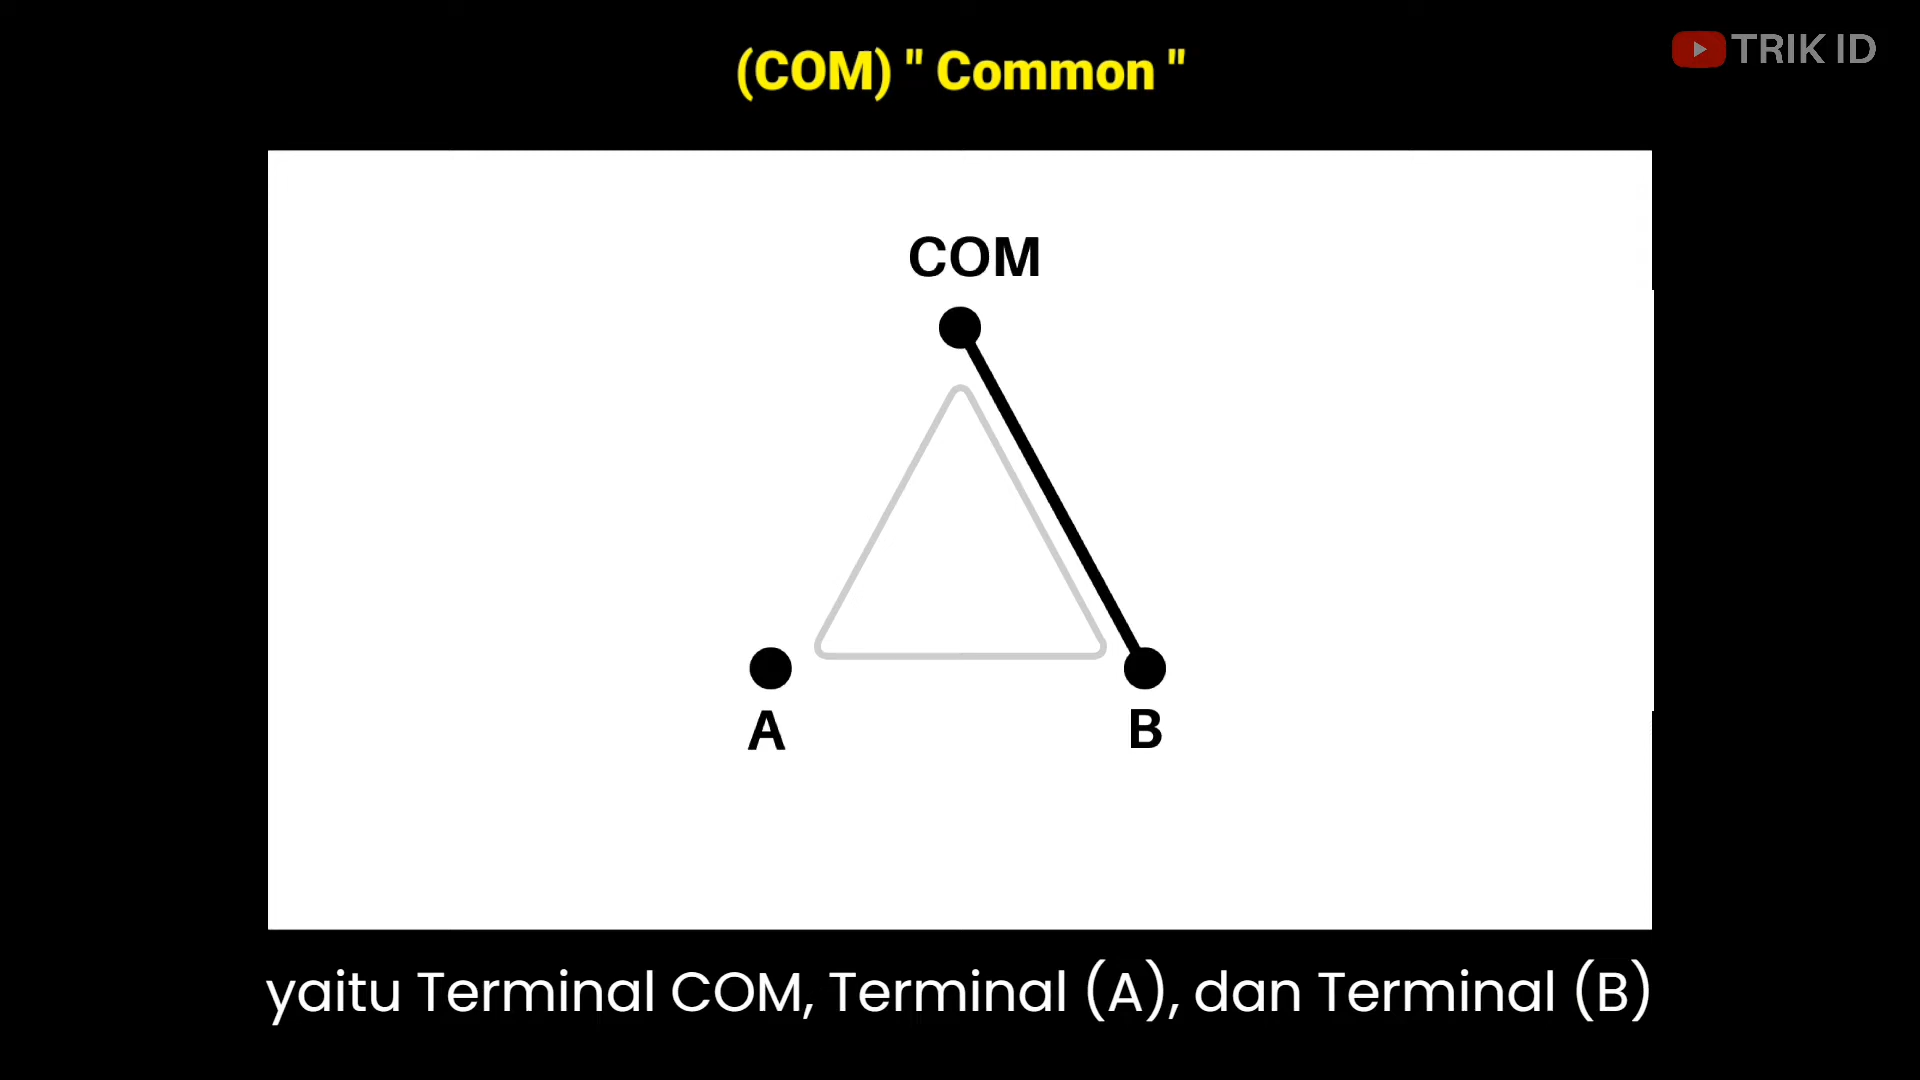 (COM) " Common "
TRIK ID
COM
A
B
yaitu Terminal COM, Terminal (A), dan Terminal (B)